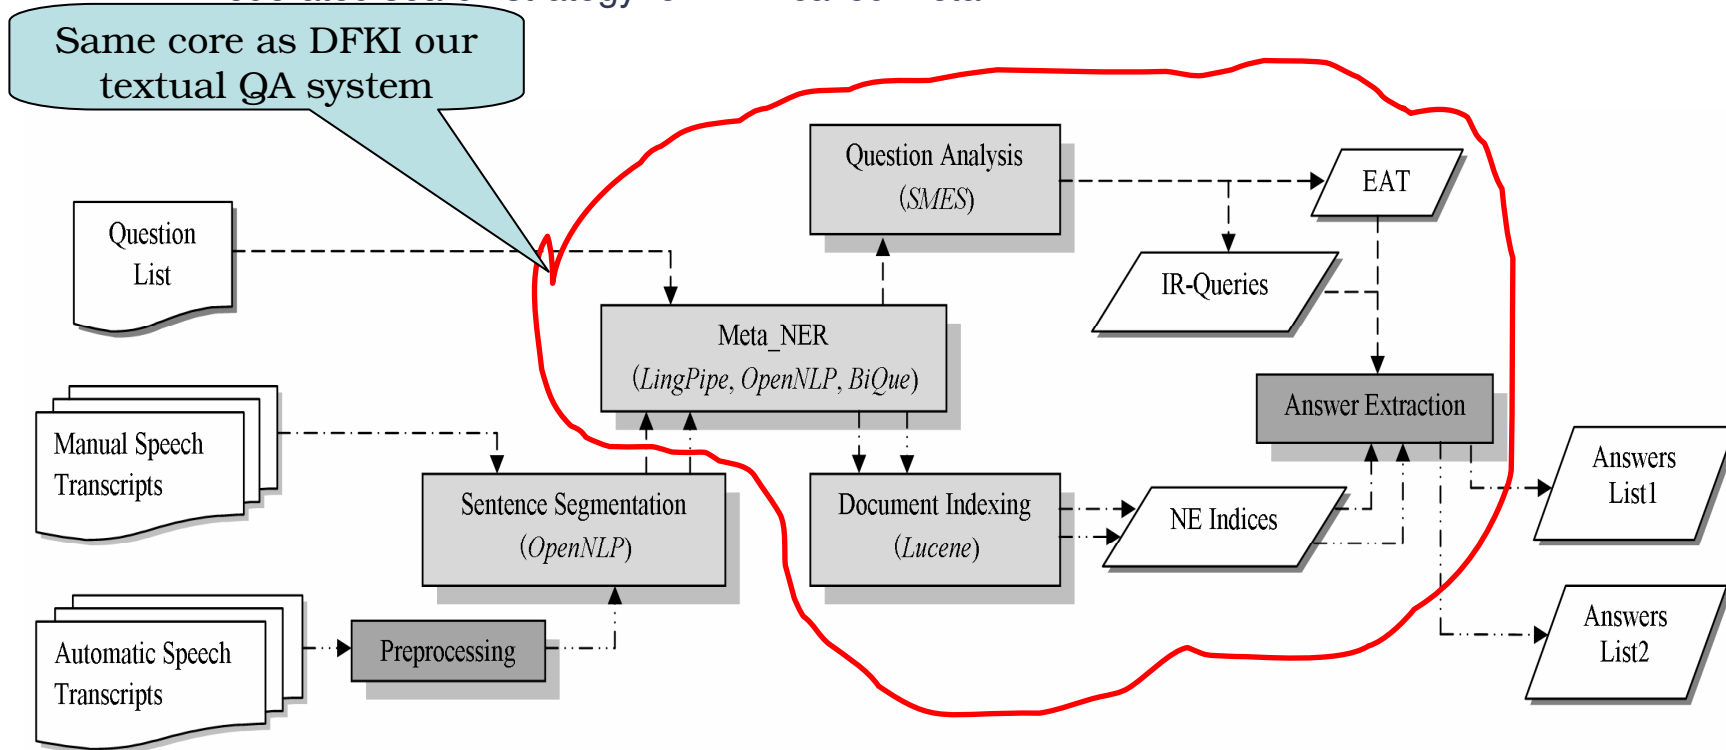 Same core as DFKI our
textual QA system
Question Analysis
(SMES)
EAT
Question
List
IR-Queries
Meta_NER
(LingPipe, OpenNLP, BiQue)
Answer Extraction
Manual Speech
Transcripts
Sentence Segmentation
(OpenNLP)
Document Indexing
(Lucene)
NE Indices
Answers
List1
Automatic Speech
Transcripts
Preprocessing
Answers
List2